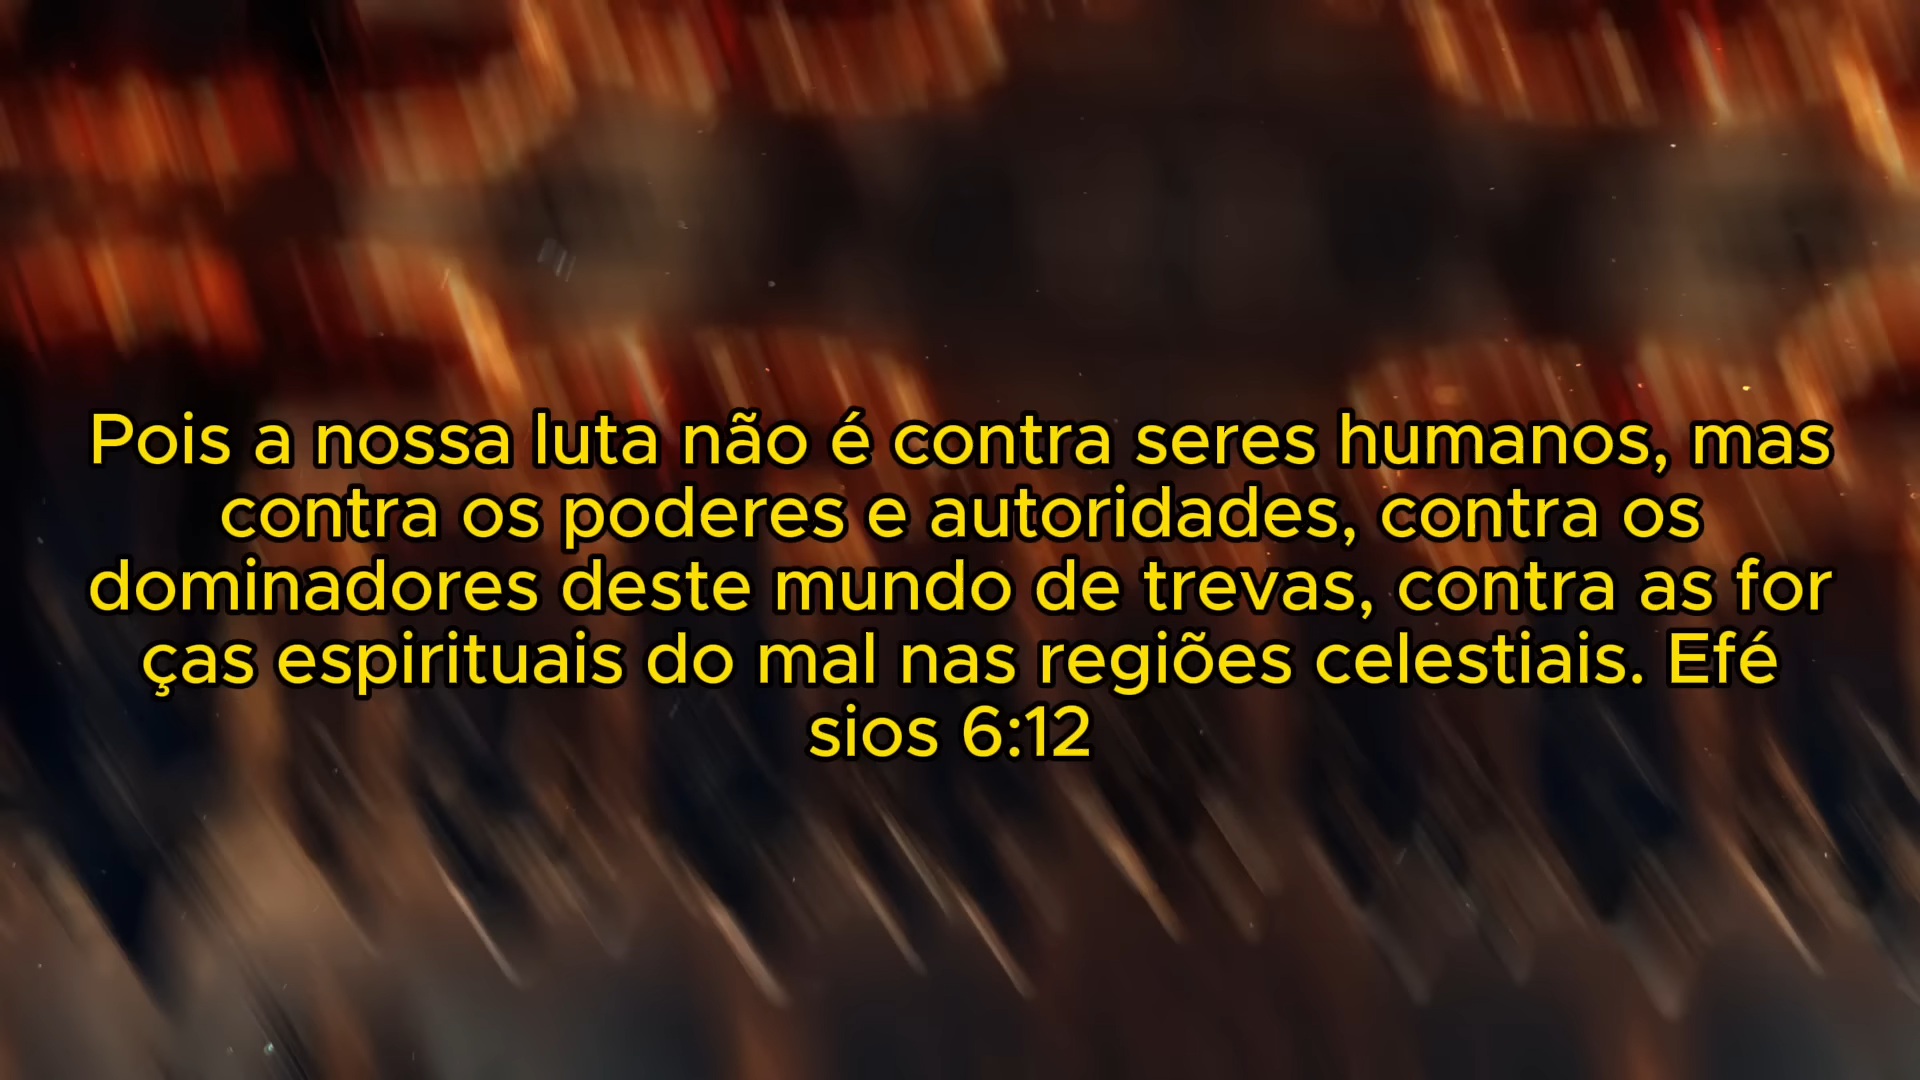 Pois a nossa luta não é contra seres humanos, mas
contra os poderes e autoridades, contra os
dominadores deste mundo de trevas, contra as for
ças espirituais do mal nas regiões celestiais. Efé
sios 6:12